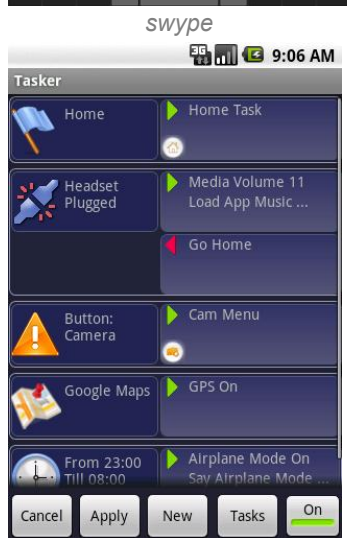 swype
3G 9:06 AM
Tasker
Home
Home Task
Headset
Plugged
Media Volume 11
Load App Music ...
Go Home
Button:
Camera
Cam Menu
Google Maps
GPS On
From 23:00
Till 08:00
Airplane Mode On
Say Airplane Mode ...
Cancel Apply New Tasks On